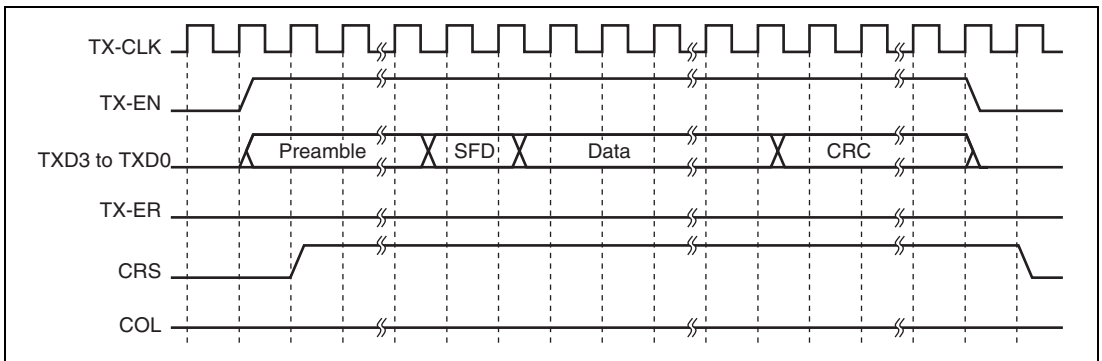 TX-CLK
TX-EN
TXD3 to TXD0
Preamble SFD Data CRC
TX-ER
CRS
COL